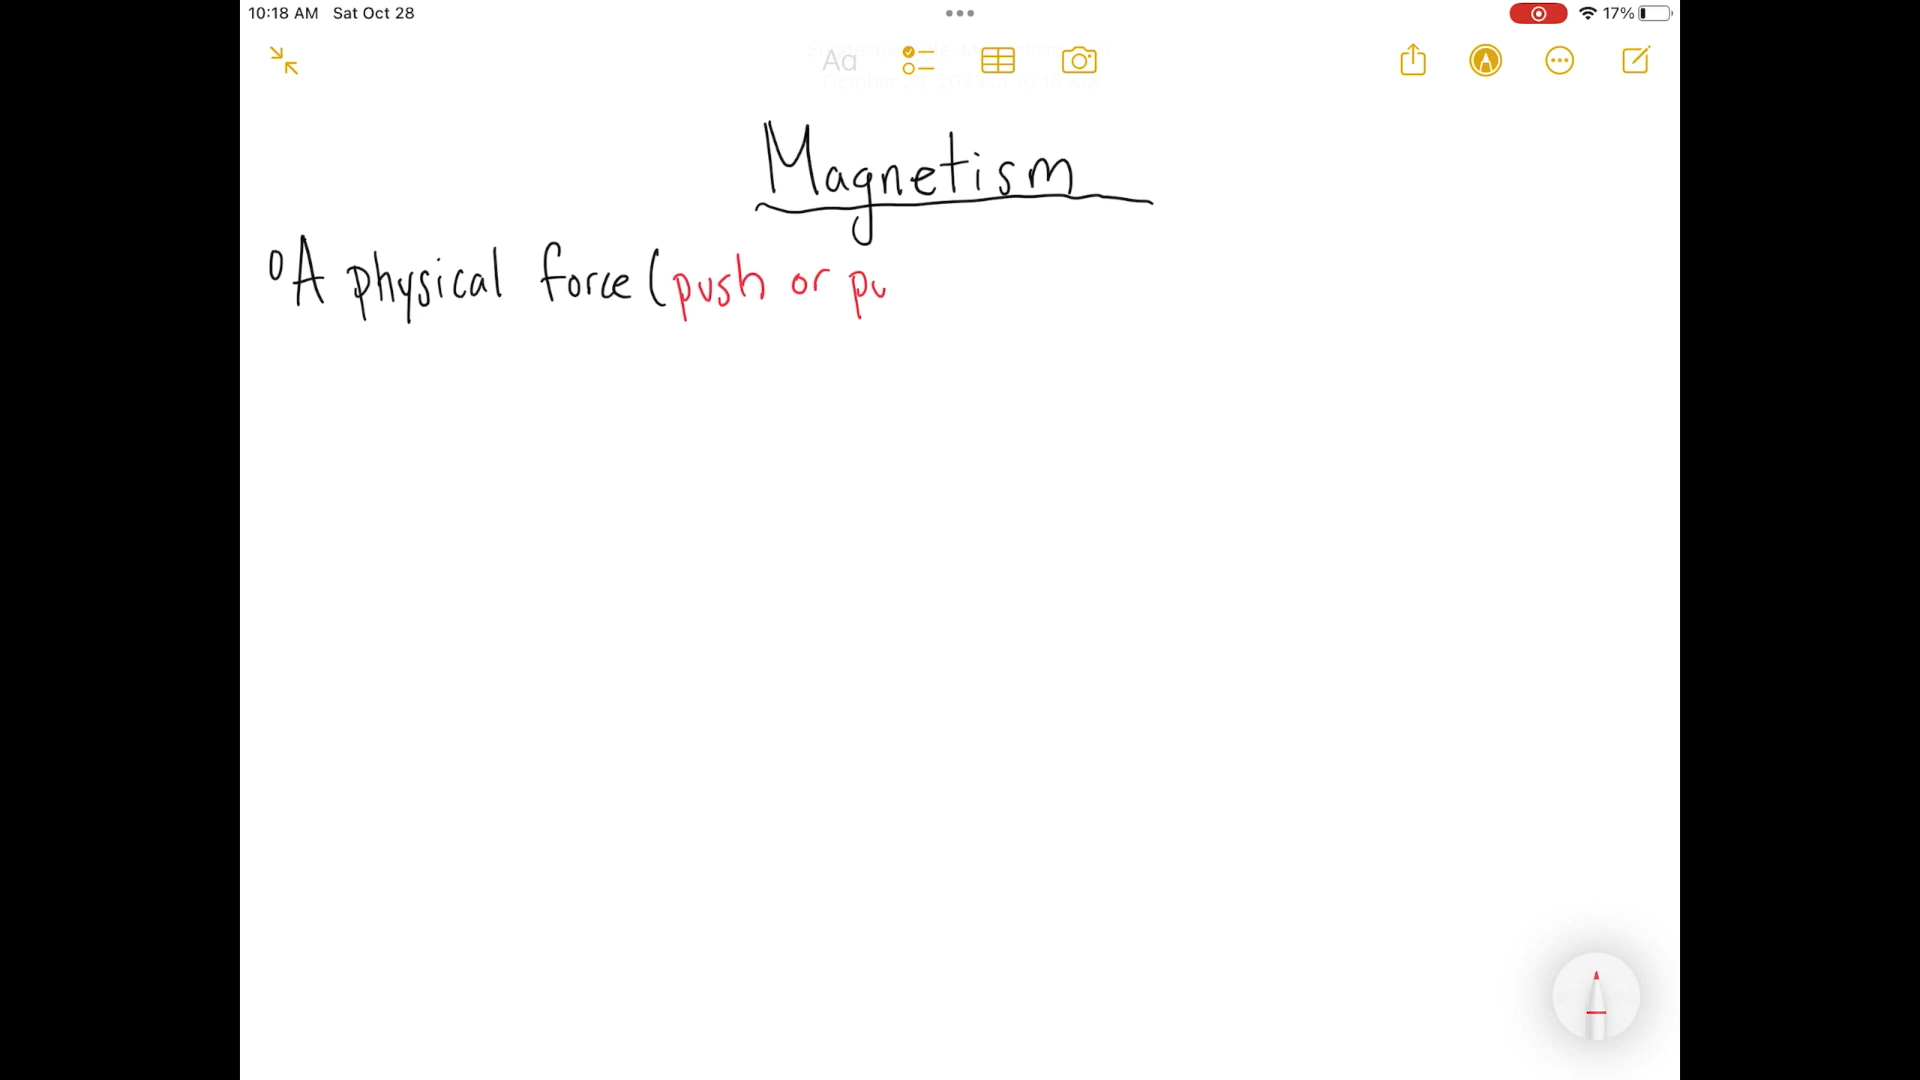 10:18 AM Sat Oct 28
17%
Aa
Magnetism
A physical force (push or pu